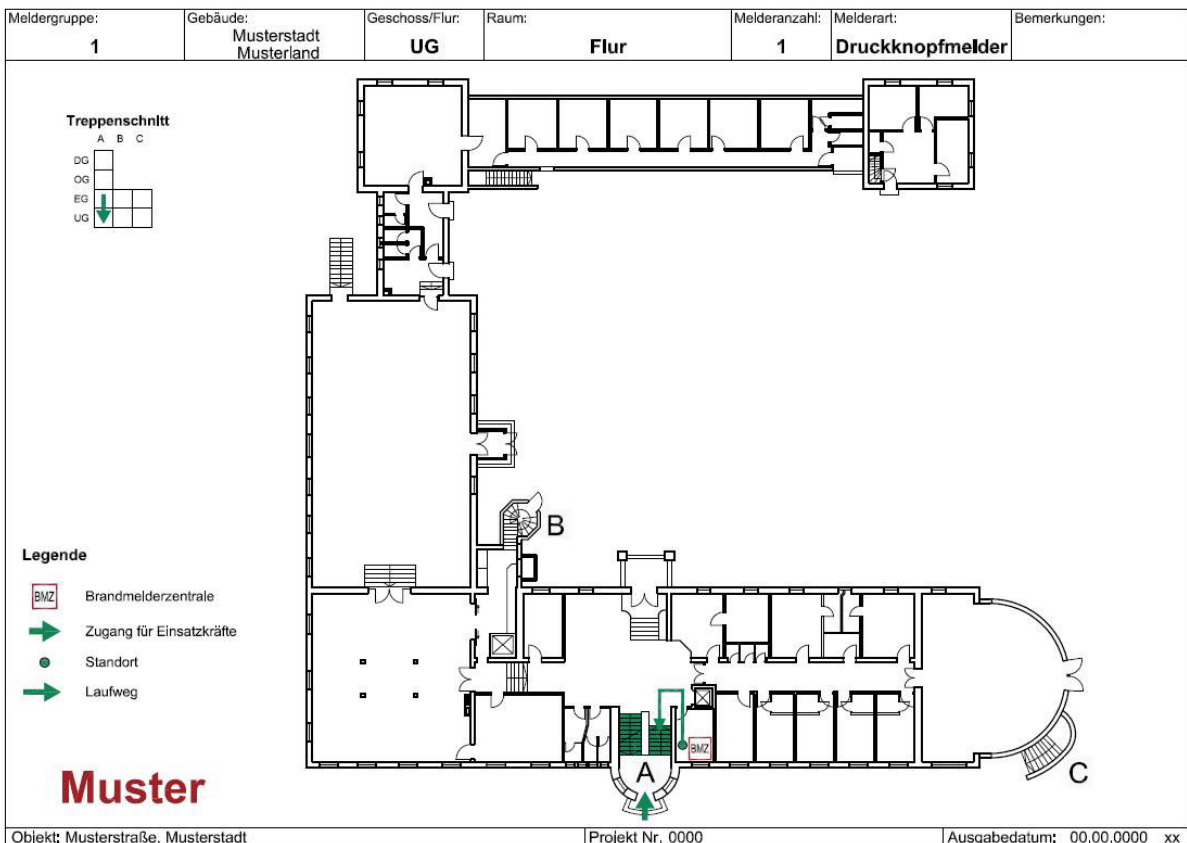 Meldergruppe:
1
Gebäude:
Musterstadt
Musterland
Geschoss/Flur:
UG
Raum:
Flur
Melderanzahl:
1
Melderart:
Druckknopfmelder
Bemerkungen:
Treppenschnitt
A B C
DG
OG
EG
UG
B
Legende
BMZ Brandmelderzentrale
Zugang für Einsatzkräfte
Standort
Laufweg
BMZ
A
C
Muster
Objekt: Musterstraße, Musterstadt
Projekt Nr. 0000
Ausgabedatum: 00.00.0000 xx